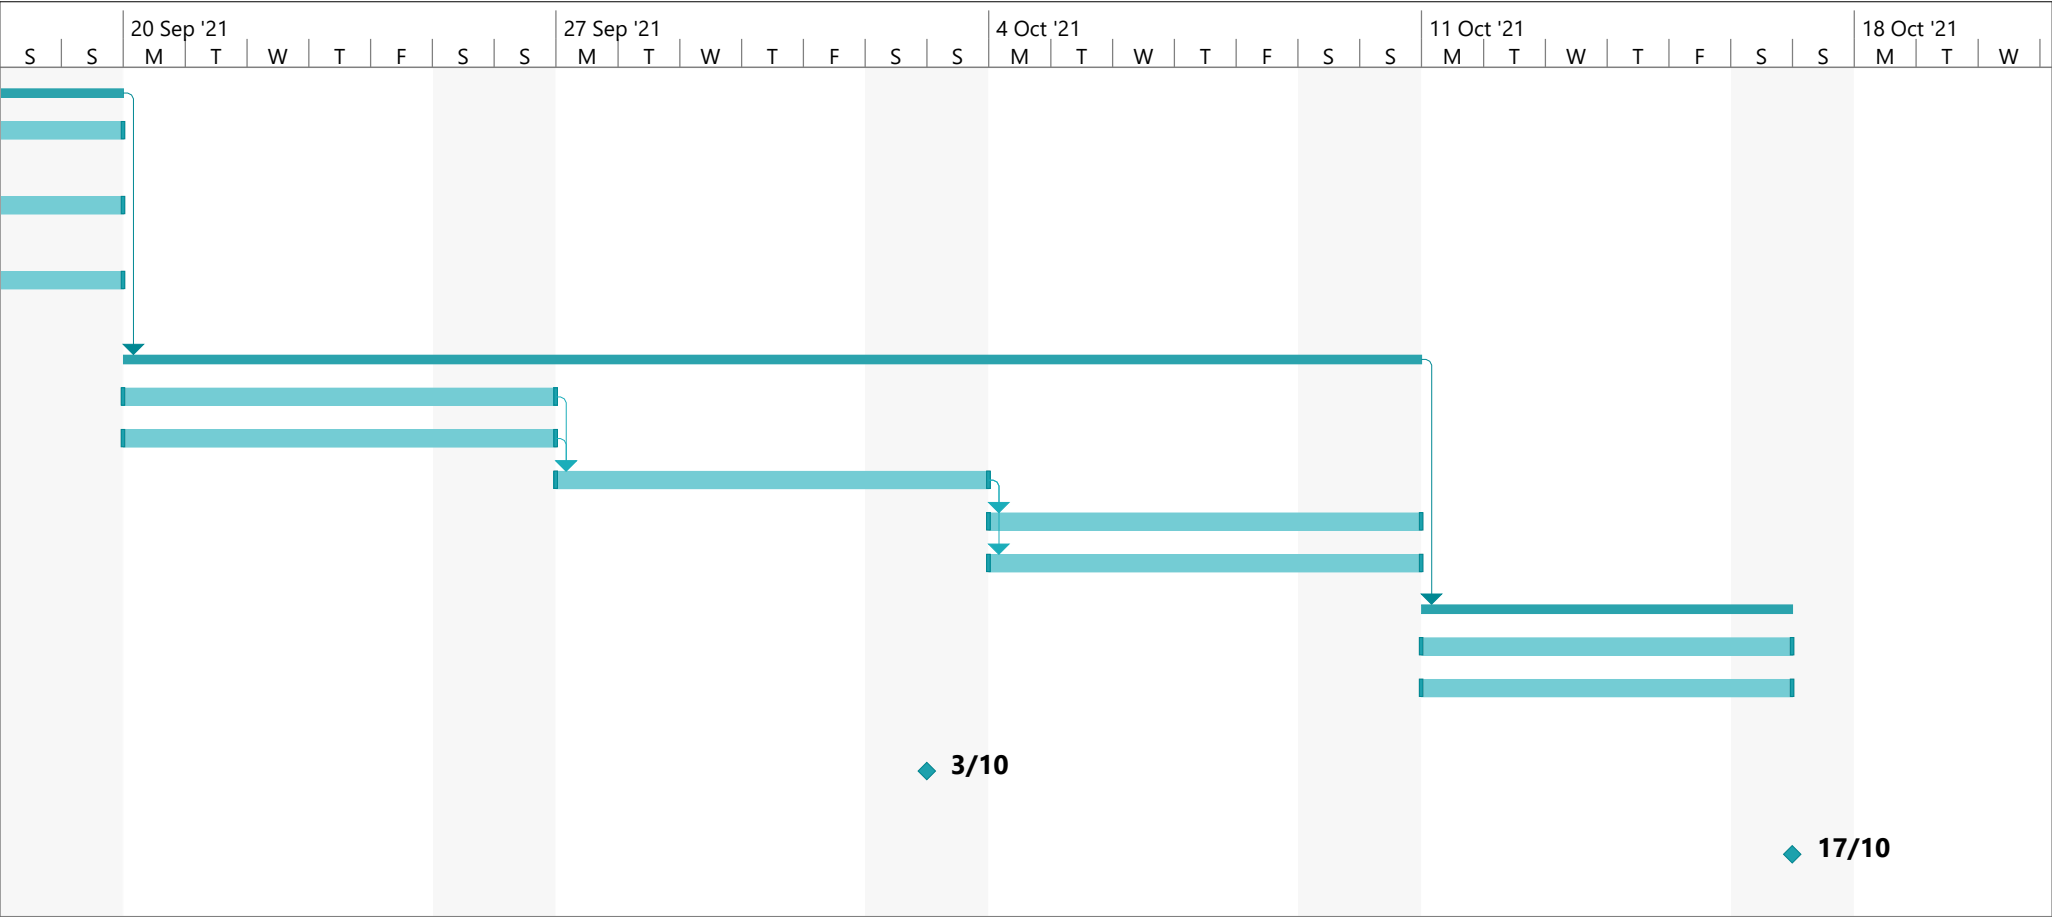 20 Sep '21 27 Sep '21 4 Oct '21 11 Oct '21 18 Oct '21
S S M T W T F S S M T W T F S S M T W T F S S M T W T F S S M T W
3/10
17/10